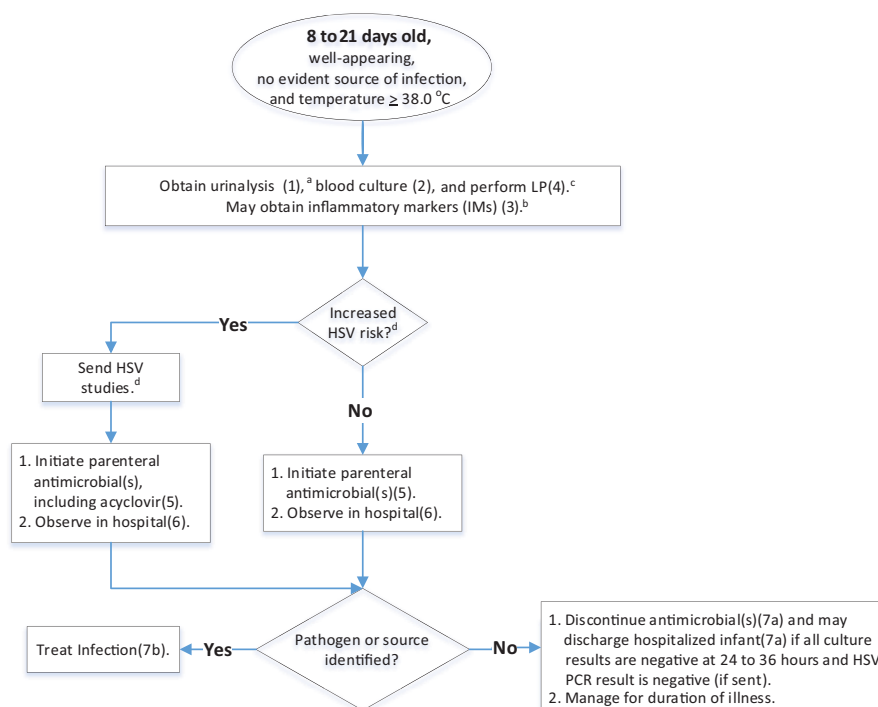 8 to 21 days old,
well-appearing,
no evident source of infection,
and temperature ≥ 38.0 °C
Obtain urinalysis (1),ᵃ blood culture (2), and perform LP(4).ᶜ
May obtain inflammatory markers (IMs) (3).ᵇ
Increased
HSV risk?ᵈ
Yes
Send HSV
studies.ᵈ
No
1. Initiate parenteral
antimicrobial(s),
including acyclovir(5).
2. Observe in hospital(6).
1. Initiate parenteral
antimicrobial(s)(5).
2. Observe in hospital(6).
Pathogen or source
identified?
Yes
Treat Infection(7b).
No
1. Discontinue antimicrobial(s)(7a) and may
discharge hospitalized infant(7a) if all culture
results are negative at 24 to 36 hours and HSV
PCR result is negative (if sent).
2. Manage for duration of illness.